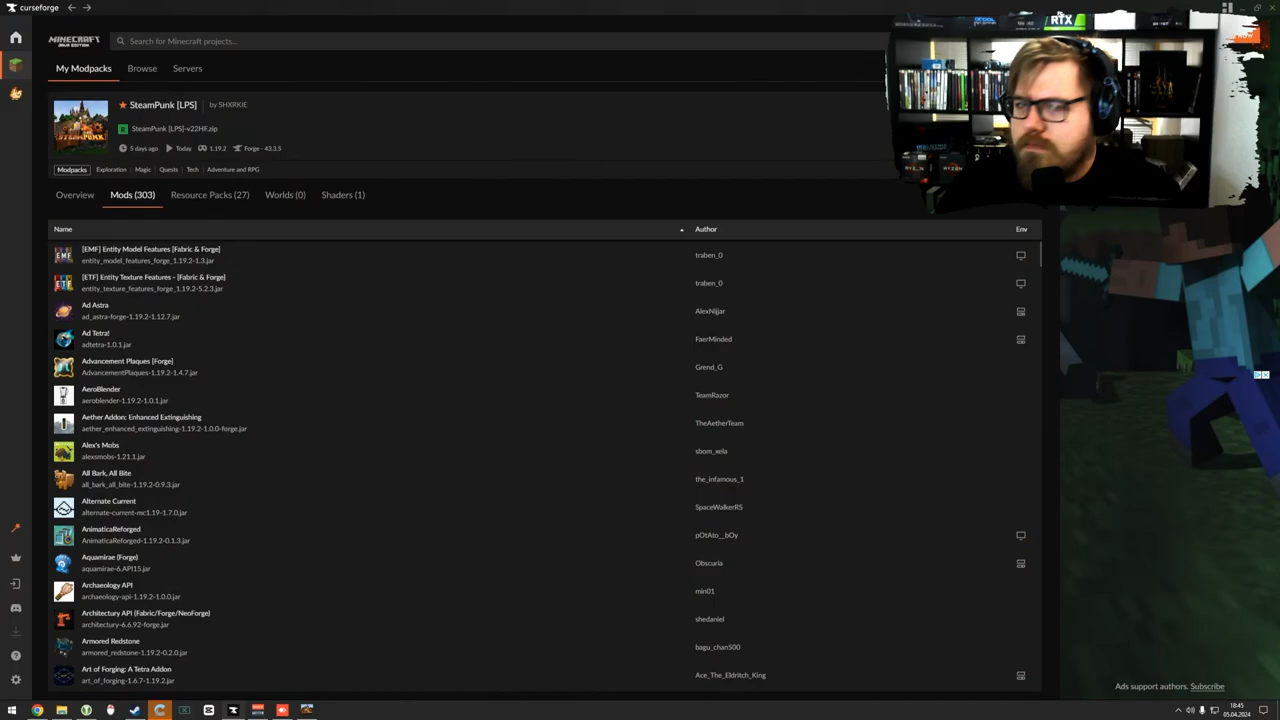 curseforge
MINECRAFT
JAVA EDITION
Search for Minecraft projects...
My Modpacks
Browse
Servers
RTX
SteamPunk [LPS]
by SHXRKIE
STEAMPUNK
SteamPunk [LPS]-v22HF.zip
5 days ago
Today
1.19.2
Forge - 43.3.5
Modpacks
Exploration
Magic
Quests
Tech
Adventure and RPG
Overview
Mods (303)
Resource Packs (27)
Worlds (0)
Shaders (1)
Name
Author
Env
EMF
[EMF] Entity Model Features [Fabric & Forge]
entity_model_features_forge_1.19.2-1.3.jar
traben_0
ETF
[ETF] Entity Texture Features - [Fabric & Forge]
entity_texture_features_forge_1.19.2-5.2.3.jar
traben_0
Ad Astra
ad_astra-forge-1.19.2-1.12.7.jar
AlexNijjar
Ad Tetra!
adtetra-1.0.1.jar
FaerMinded
Advancement Plaques [Forge]
AdvancementPlaques-1.19.2-1.4.7.jar
Grend_G
AeroBlender
aeroblender-1.19.2-1.0.1.jar
TeamRazor
Aether Addon: Enhanced Extinguishing
aether_enhanced_extinguishing-1.19.2-1.0.0-forge.jar
TheAetherTeam
Alex's Mobs
alexsmobs-1.21.1.jar
sbom_xela
All Bark, All Bite
all_bark_all_bite-1.19.2-0.9.3.jar
the_infamous_1
Alternate Current
alternate-current-mc1.19-1.7.0.jar
SpaceWalkerRS
AnimaticaReforged
AnimaticaReforged-1.19.2-0.1.3.jar
pOtAto__bOy
Aquamirae (Forge)
aquamirae-6.API15.jar
Obscuria
Archaeology API
archaeology-api-1.19.2-1.0.0.jar
min01
Architectury API (Fabric/Forge/NeoForge)
architectury-6.6.92-forge.jar
shedaniel
Armored Redstone
armored_redstone-1.19.2-0.2.0.jar
bagu_chan500
Art of Forging: A Tetra Addon
art_of_forging-1.6.7-1.19.2.jar
Ace_The_Eldritch_King
Ads support authors. Subscribe
18:45
05.04.2024